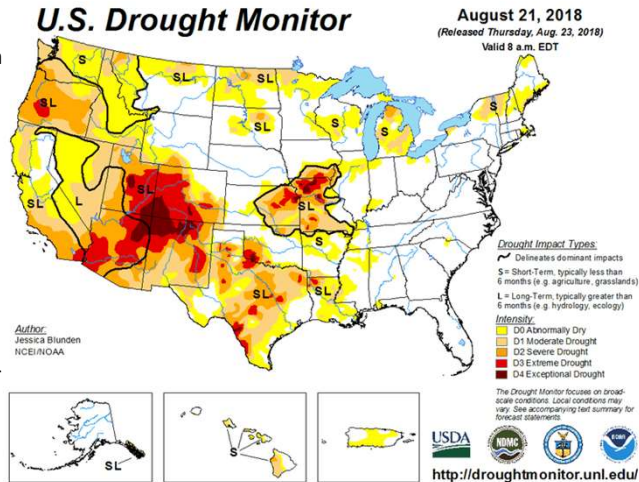 U.S. Drought Monitor
August 21, 2018
(Released Thursday, Aug. 23, 2018)
Valid 8 a.m. EDT
S
SL
SL
S
SL
SL
SL
S
S
S
SL
L
SL
SL
S
SL
SL
SL
Drought Impact Types:
Delineates dominant impacts
S = Short-Term, typically less than
6 months (e.g. agriculture, grasslands)
L = Long-Term, typically greater than
6 months (e.g. hydrology, ecology)
Intensity:
D0 Abnormally Dry
D1 Moderate Drought
D2 Severe Drought
D3 Extreme Drought
D4 Exceptional Drought
Author:
Jessica Blunden
NCEI/NOAA
The Drought Monitor focuses on broad-
scale conditions. Local conditions may
vary. See accompanying text summary for
forecast statements.
SL
S
USDA
NDMC
http://droughtmonitor.unl.edu/